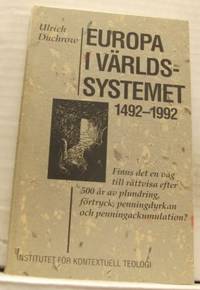 Ulrich
Duchrow
EUROPA
I VÄRLDS-
SYSTEMET
1492–1992
Finns det en väg
till rättvisa efter
500 år av plundring,
förtryck, penningdyrkan
och penningackumulation?
INSTITUTET FÖR KONTEXTUELL TEOLOGI